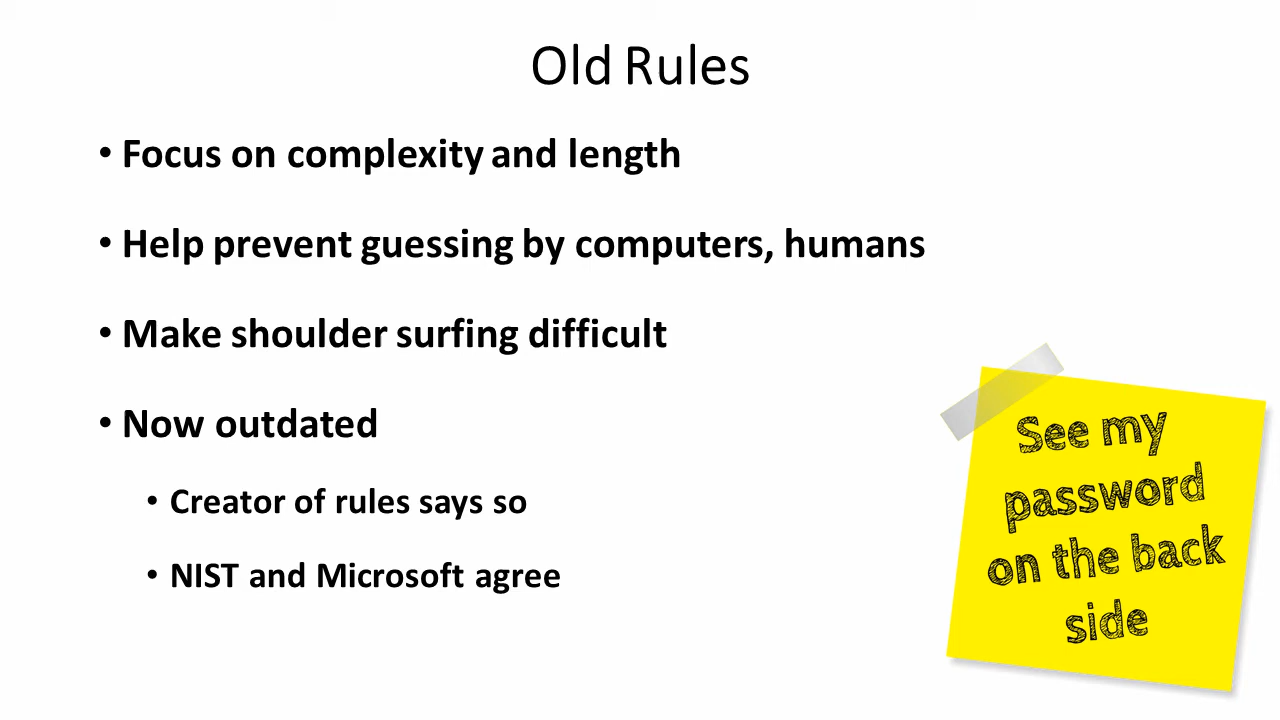 Old Rules
• Focus on complexity and length
• Help prevent guessing by computers, humans
• Make shoulder surfing difficult
• Now outdated
• Creator of rules says so
• NIST and Microsoft agree
See my
password
on the back
side